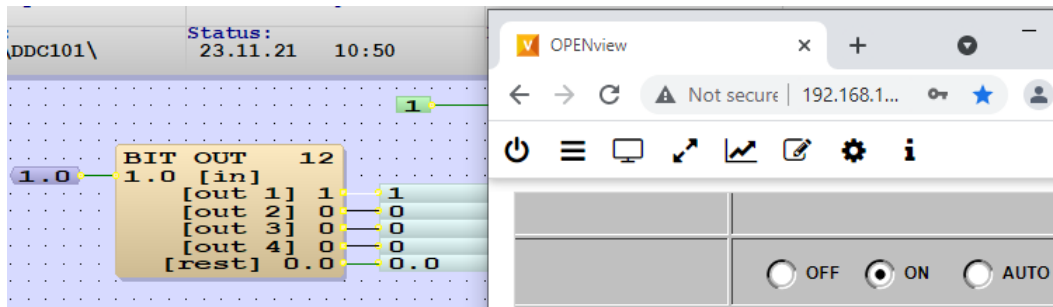 Status:
\DDC101\ 23.11.21 10:50
1
BIT OUT 12
1.0 1.0 [in]
[out 1] 1 1
[out 2] 0 0
[out 3] 0 0
[out 4] 0 0
[rest] 0.0 0.0
OPENview
Not secure 192.168.1...
OFF ON AUTO